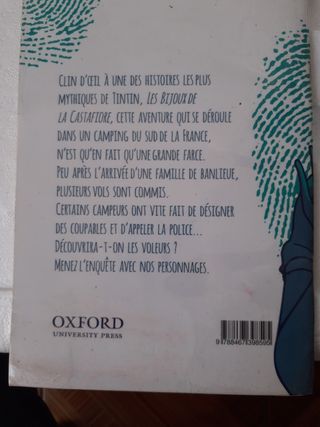 Clin d'œil à une des histoires les plus
mythiques de Tintin, Les Bijoux de
la Castafiore, cette aventure qui se déroule
dans un camping du sud de la France,
n'est qu'en fait qu'une grande farce.
Peu après l'arrivée d'une famille de banlieue,
plusieurs vols sont commis.
Certains campeurs ont vite fait de désigner
des coupables et d'appeler la police...
Découvrira-t-on les voleurs ?
Menez l'enquête avec nos personnages.
OXFORD
UNIVERSITY PRESS
9 788467 398595